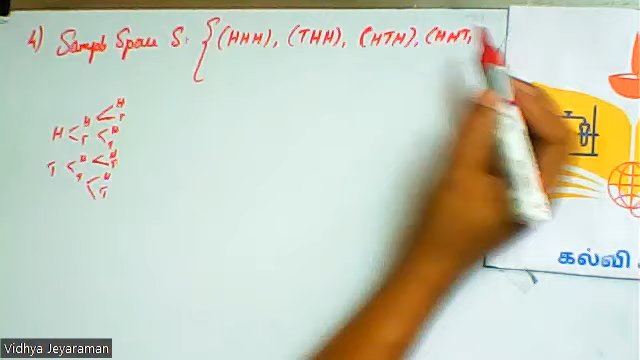 4) Sample Space S: { (HHH), (THH), (HTH), (HHT,
H
T
H < H T
H
T
T < H T
H
T
H
T
கல்வி
Vidhya Jeyaraman